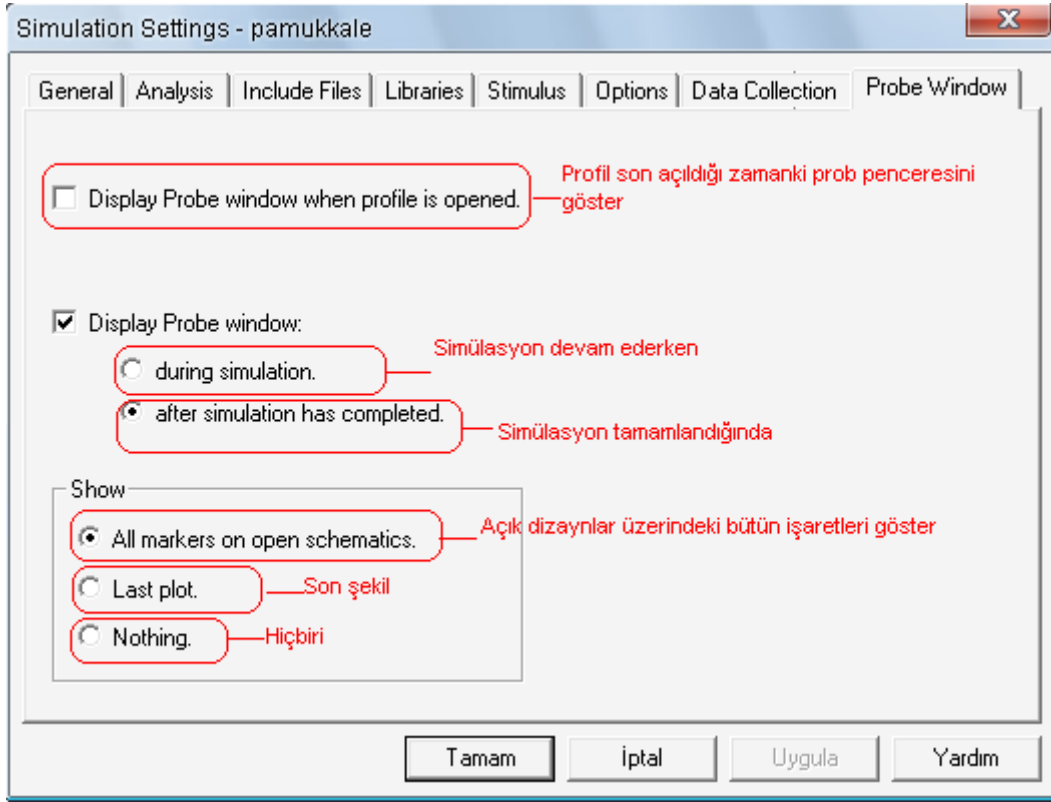 Simulation Settings - pamukkale
General Analysis Include Files Libraries Stimulus Options Data Collection Probe Window
Display Probe window when profile is opened.
Profil son açıldığı zamanki prob penceresini
göster
Display Probe window:
during simulation.
Simülasyon devam ederken
after simulation has completed.
Simülasyon tamamlandığında
Show
All markers on open schematics.
Açık dizaynlar üzerindeki bütün işaretleri göster
Last plot.
Son şekil
Nothing.
Hiçbiri
Tamam İptal Uygula Yardım